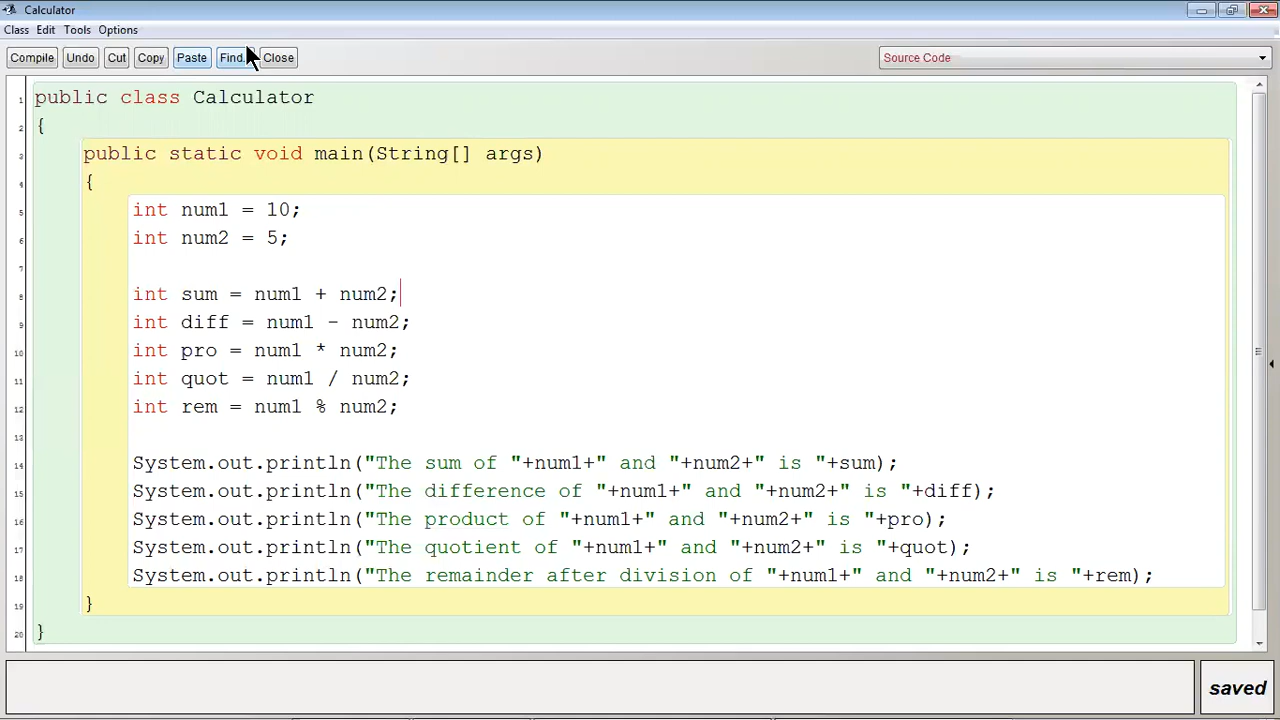 Calculator
Class Edit Tools Options
Compile Undo Cut Copy Paste Find. Close Source Code
1 public class Calculator
2 {
3 public static void main(String[] args)
4 {
5 int num1 = 10;
6 int num2 = 5;
7
8 int sum = num1 + num2;
9 int diff = num1 - num2;
10 int pro = num1 * num2;
11 int quot = num1 / num2;
12 int rem = num1 % num2;
13
14 System.out.println("The sum of "+num1+" and "+num2+" is "+sum);
15 System.out.println("The difference of "+num1+" and "+num2+" is "+diff);
16 System.out.println("The product of "+num1+" and "+num2+" is "+pro);
17 System.out.println("The quotient of "+num1+" and "+num2+" is "+quot);
18 System.out.println("The remainder after division of "+num1+" and "+num2+" is "+rem);
19 }
20 }
saved